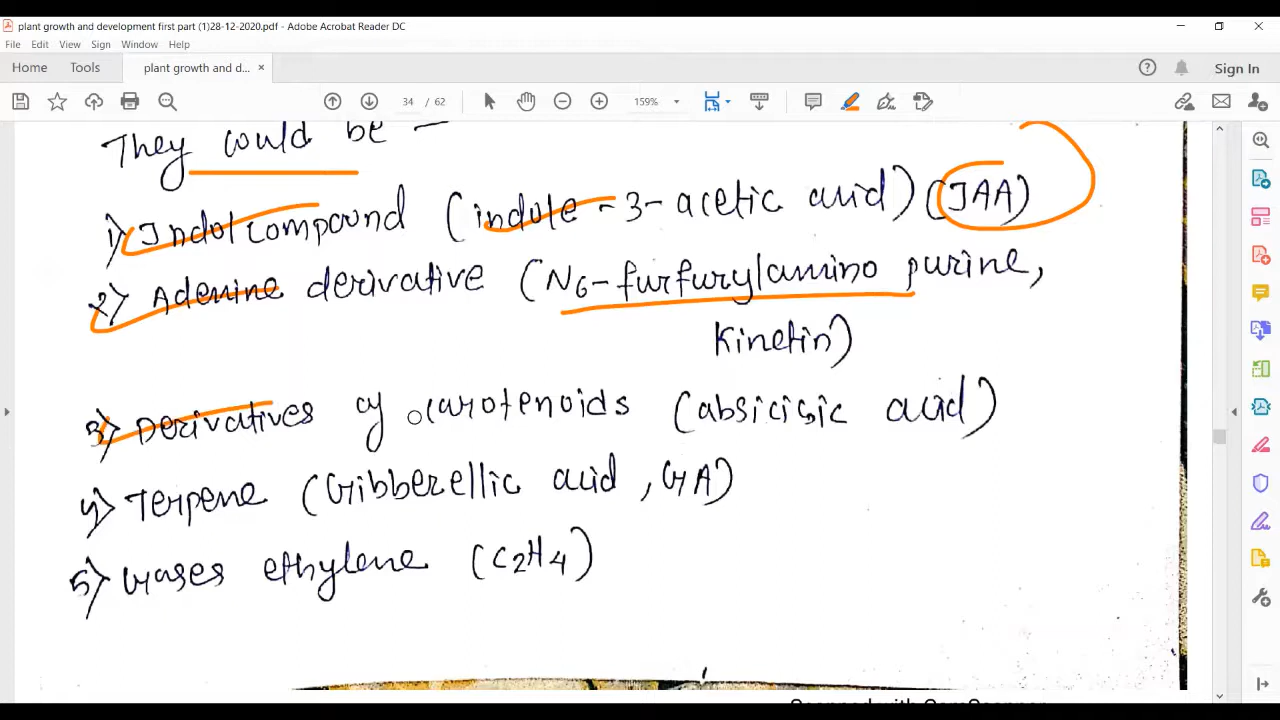 plant growth and development first part (1)28-12-2020.pdf - Adobe Acrobat Reader DC
File Edit View Sign Window Help
Home Tools plant growth and d... × Sign In
34 / 62 159%
They could be —
1) Indol compound (indole - 3 - acetic acid) (IAA)
2) Adenine derivative (N6-furfurylamino purine,
Kinetin)
3) Derivatives of carotenoids (absicisic acid)
4) Terpene (Gibberellic acid, GA)
5) Gases ethylene (C2H4)